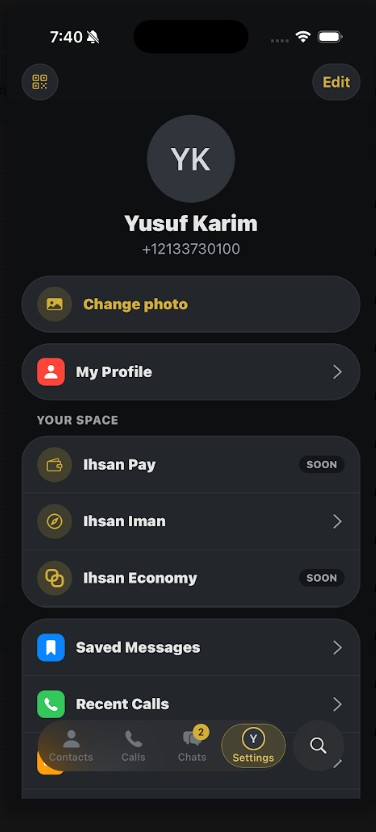 7:40
Edit
YK
Yusuf Karim
+12133730100
Change photo
My Profile
YOUR SPACE
Ihsan Pay SOON
Ihsan Iman
Ihsan Economy SOON
Saved Messages
Recent Calls
2
Y
Contacts Calls Chats Settings